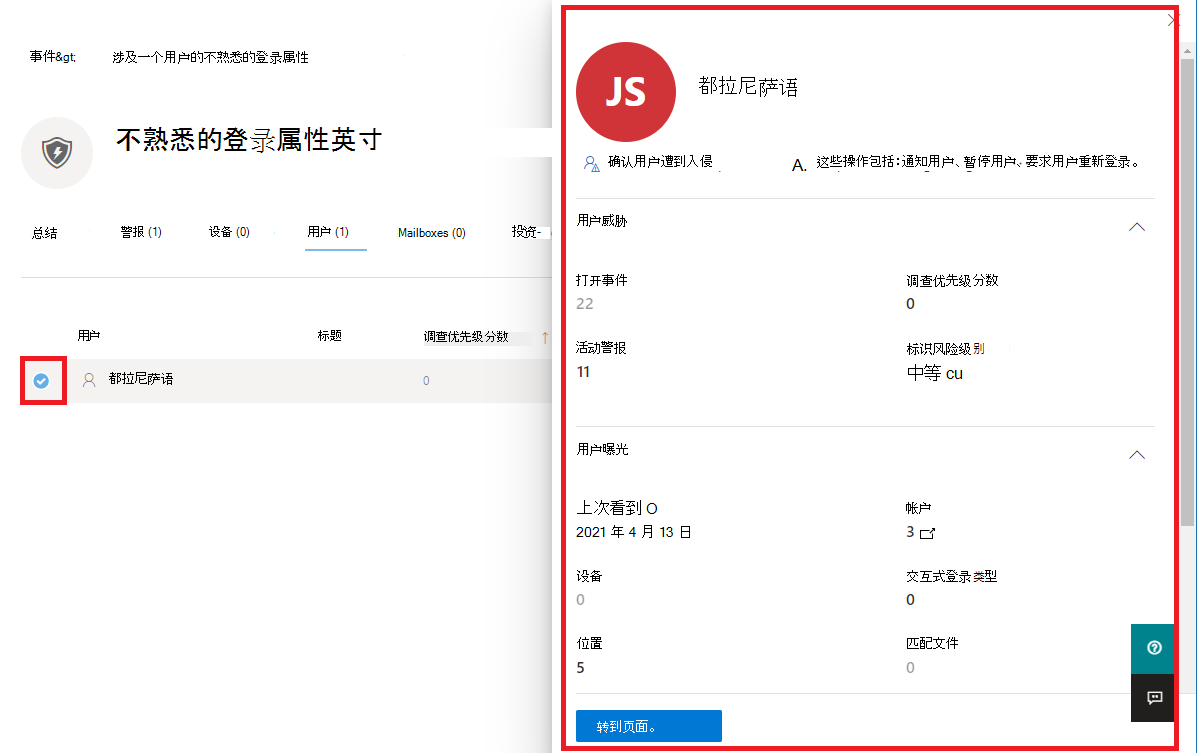 事件&gt; 涉及一个用户的不熟悉的登录属性
不熟悉的登录属性英寸
总结 警报 (1) 设备 (0) 用户 (1) Mailboxes (0) 投资-
用户 标题 调查优先级分数 ↑
都拉尼萨语 0
JS
都拉尼萨语
确认用户遭到入侵 A. 这些操作包括:通知用户、暂停用户、要求用户重新登录。
用户威胁
打开事件 调查优先级分数
22 0
活动警报 标识风险级别
11 中等 cu
用户曝光
上次看到 O 帐户
2021 年 4 月 13 日 3
设备 交互式登录类型
0 0
位置 匹配文件
5 0
转到页面。